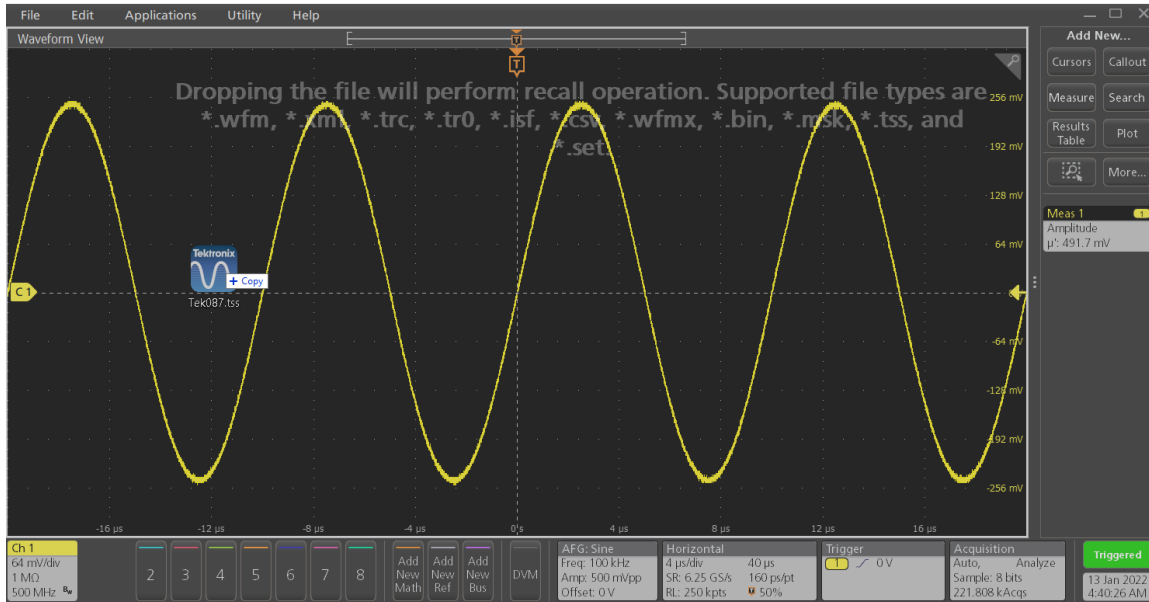 File Edit Applications Utility Help
Waveform View
T
T
Add New...
Cursors Callout
Measure Search
Results Table Plot
More...
Meas 1 1
Amplitude
µ': 491.7 mV
Dropping the file will perform recall operation. Supported file types are
*.wfm, *.xml, *.trc, *.tr0, *.isf, *.csv, *.wfmx, *.bin, *.msk, *.tss, and
*.set.
256 mV
192 mV
128 mV
64 mV
-64 mV
-128 mV
-192 mV
-256 mV
C 1
Tektronix
+ Copy
Tek087.tss
-16 µs -12 µs -8 µs -4 µs 0 s 4 µs 8 µs 12 µs 16 µs
Ch 1
64 mV/div
1 MΩ
500 MHz Bw
2 3 4 5 6 7 8
Add New Math
Add New Ref
Add New Bus
DVM
AFG: Sine
Freq: 100 kHz
Amp: 500 mVpp
Offset: 0 V
Horizontal
4 µs/div 40 µs
SR: 6.25 GS/s 160 ps/pt
RL: 250 kpts 50%
Trigger
1 0 V
Acquisition
Auto, Analyze
Sample: 8 bits
221.808 kAcqs
Triggered
13 Jan 2022
4:40:26 AM